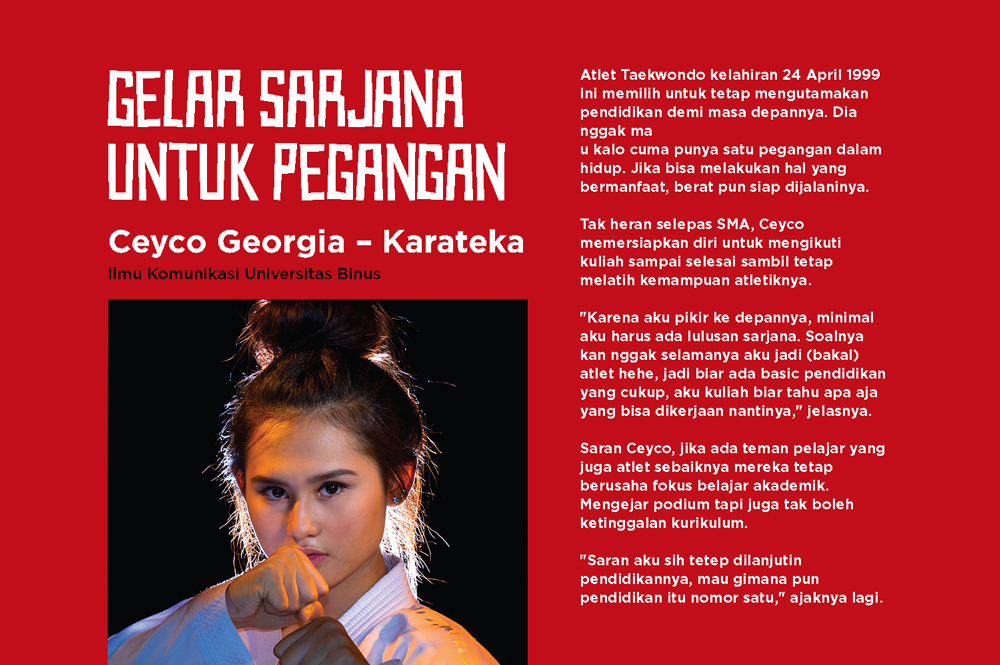 GELAR SARJANA
UNTUK PEGANGAN
Ceyco Georgia – Karateka
Ilmu Komunikasi Universitas Binus
Atlet Taekwondo kelahiran 24 April 1999
ini memilih untuk tetap mengutamakan
pendidikan demi masa depannya. Dia
nggak ma
u kalo cuma punya satu pegangan dalam
hidup. Jika bisa melakukan hal yang
bermanfaat, berat pun siap dijalaninya.
Tak heran selepas SMA, Ceyco
memersiapkan diri untuk mengikuti
kuliah sampai selesai sambil tetap
melatih kemampuan atletiknya.
"Karena aku pikir ke depannya, minimal
aku harus ada lulusan sarjana. Soalnya
kan nggak selamanya aku jadi (bakal)
atlet hehe, jadi biar ada basic pendidikan
yang cukup, aku kuliah biar tahu apa aja
yang bisa dikerjaan nantinya," jelasnya.
Saran Ceyco, jika ada teman pelajar yang
juga atlet sebaiknya mereka tetap
berusaha fokus belajar akademik.
Mengejar podium tapi juga tak boleh
ketinggalan kurikulum.
"Saran aku sih tetep dilanjutin
pendidikannya, mau gimana pun
pendidikan itu nomor satu," ajaknya lagi.